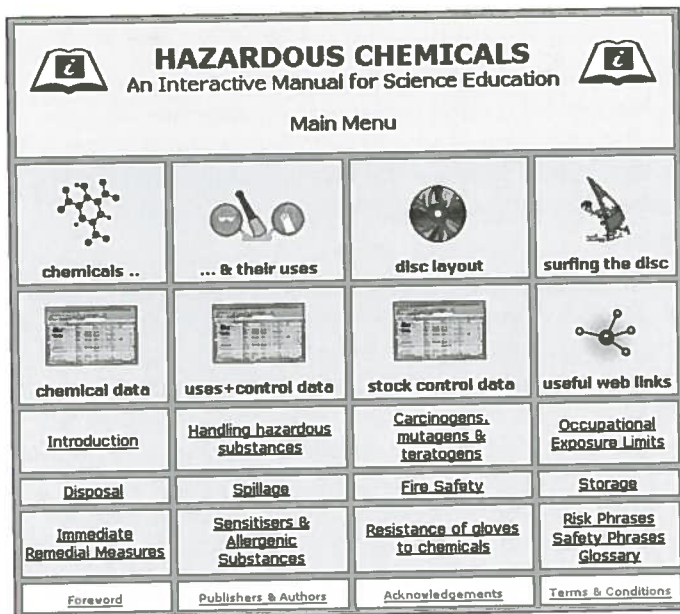 HAZARDOUS CHEMICALS
An Interactive Manual for Science Education
Main Menu
chemicals ..
... & their uses
disc layout
surfing the disc
chemical data
uses+control data
stock control data
useful web links
Introduction
Handling hazardous
substances
Carcinogens,
mutagens &
teratogens
Occupational
Exposure Limits
Disposal
Spillage
Fire Safety
Storage
Immediate
Remedial Measures
Sensitisers &
Allergenic
Substances
Resistance of gloves
to chemicals
Risk Phrases
Safety Phrases
Glossary
Foreword
Publishers & Authors
Acknowledgements
Terms & Conditions